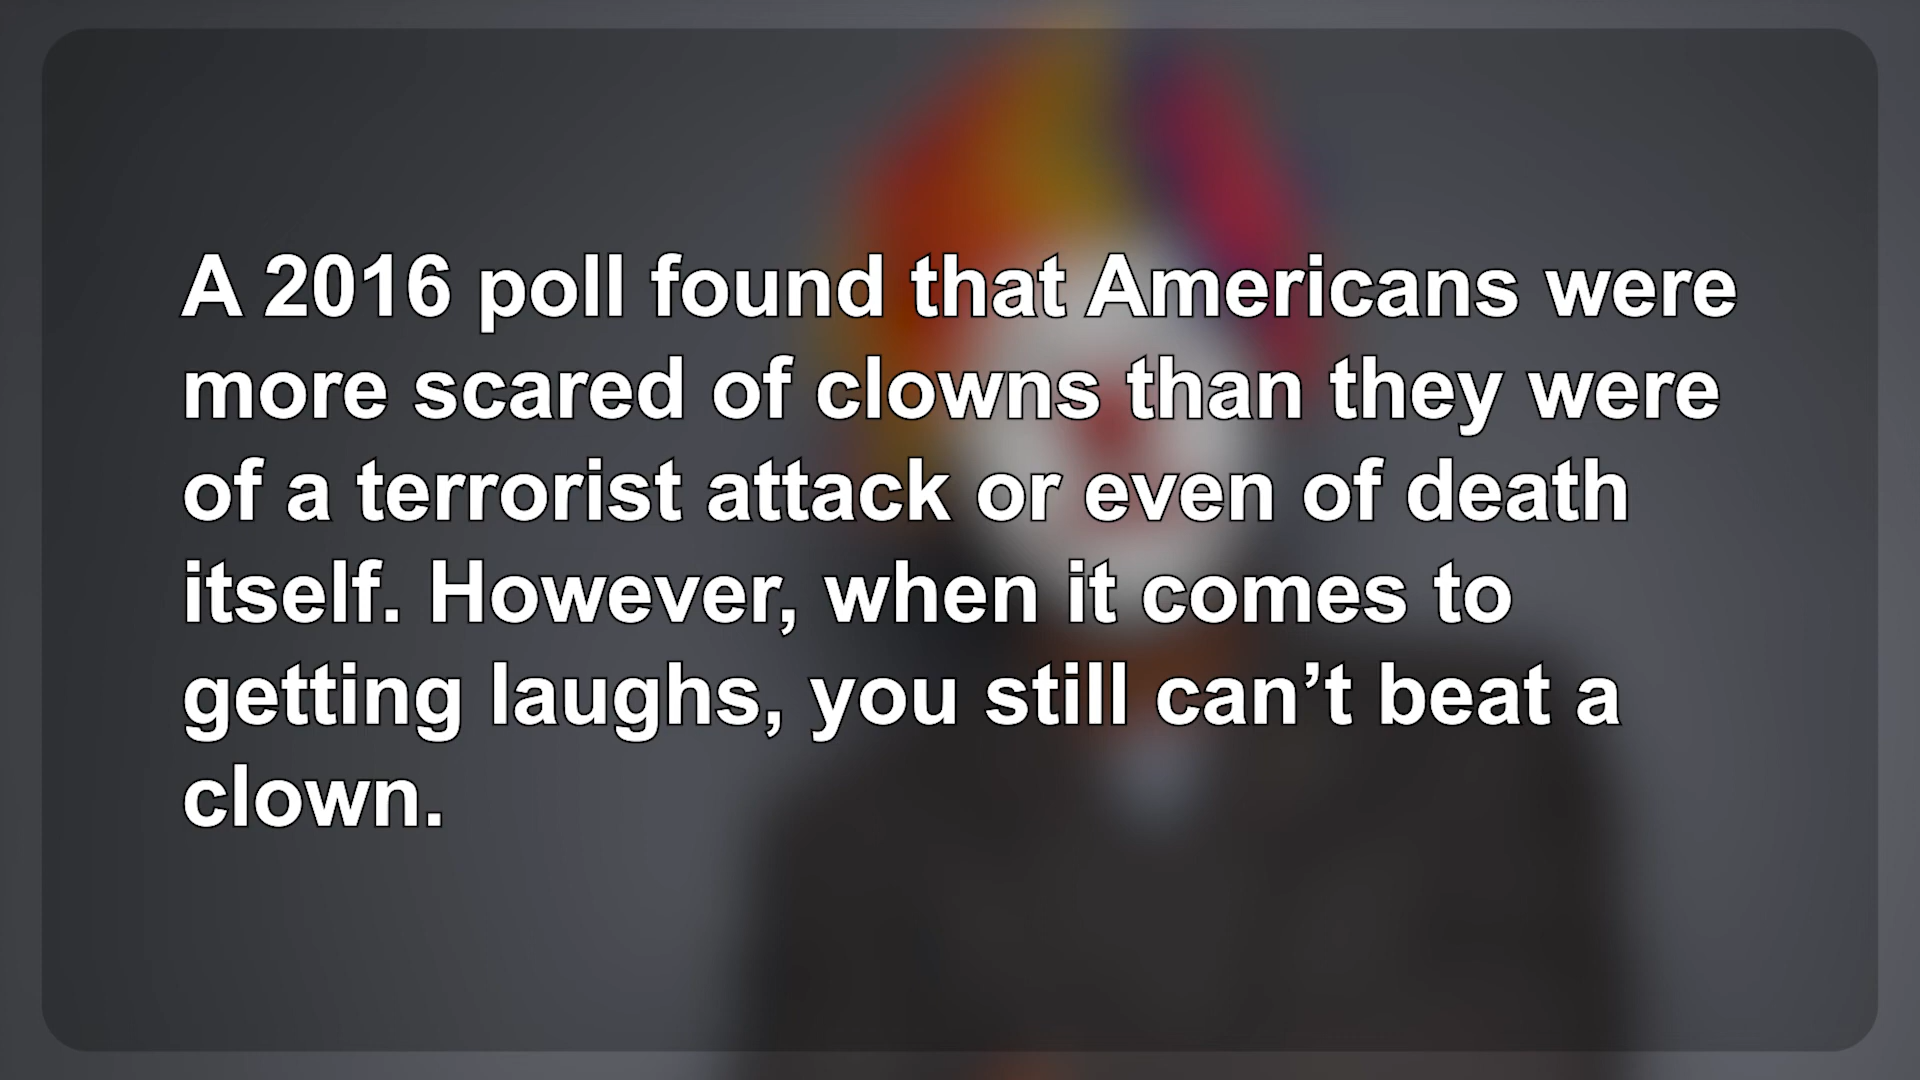 A 2016 poll found that Americans were
more scared of clowns than they were
of a terrorist attack or even of death
itself. However, when it comes to
getting laughs, you still can’t beat a
clown.